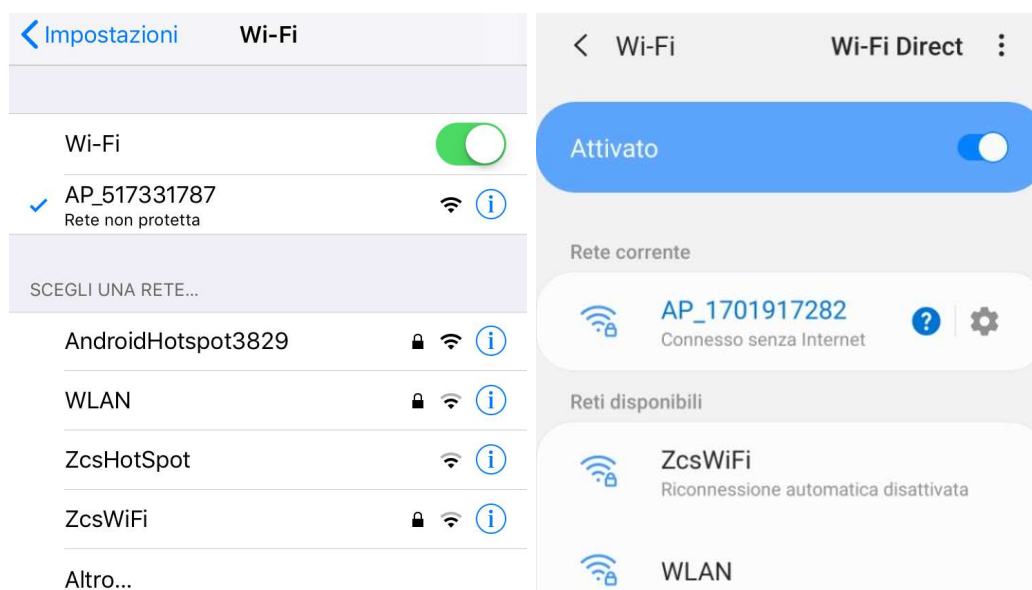 Impostazioni Wi-Fi
Wi-Fi
AP_517331787
Rete non protetta
SCEGLI UNA RETE...
AndroidHotspot3829
WLAN
ZcsHotSpot
ZcsWiFi
Altro...
Wi-Fi Wi-Fi Direct
Attivato
Rete corrente
AP_1701917282
Connesso senza Internet
Reti disponibili
ZcsWiFi
Riconnessione automatica disattivata
WLAN